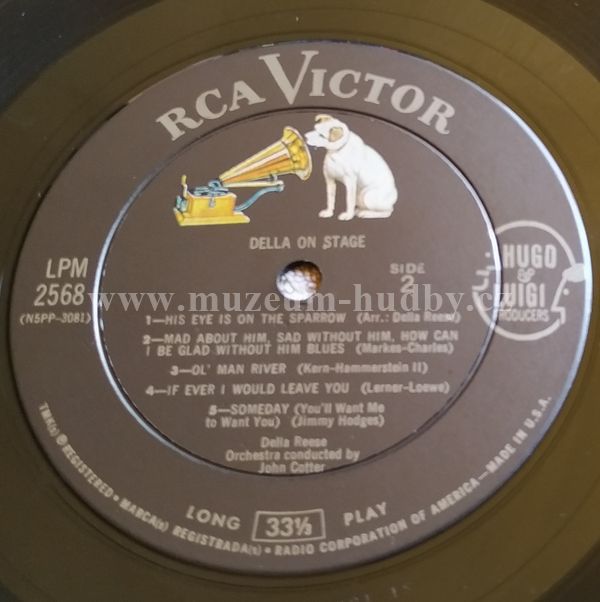 RCA VICTOR
DELLA ON STAGE
LPM
2568
(N5PP-3081)
SIDE
2
HUGO
&
LUIGI
PRODUCERS
www.muzeum-hudby.cz
1—HIS EYE IS ON THE SPARROW (Arr.: Della Reese)
2—MAD ABOUT HIM, SAD WITHOUT HIM, HOW CAN
I BE GLAD WITHOUT HIM BLUES (Markes-Charles)
3—OL' MAN RIVER (Kern-Hammerstein II)
4—IF EVER I WOULD LEAVE YOU (Lerner-Loewe)
5—SOMEDAY (You'll Want Me
to Want You) (Jimmy Hodges)
Della Reese
Orchestra conducted by
John Cotter
LONG 33⅓ PLAY
TMK(s) ® REGISTERED • MARCA(s) REGISTRADA(s) • RADIO CORPORATION OF AMERICA—MADE IN U.S.A.